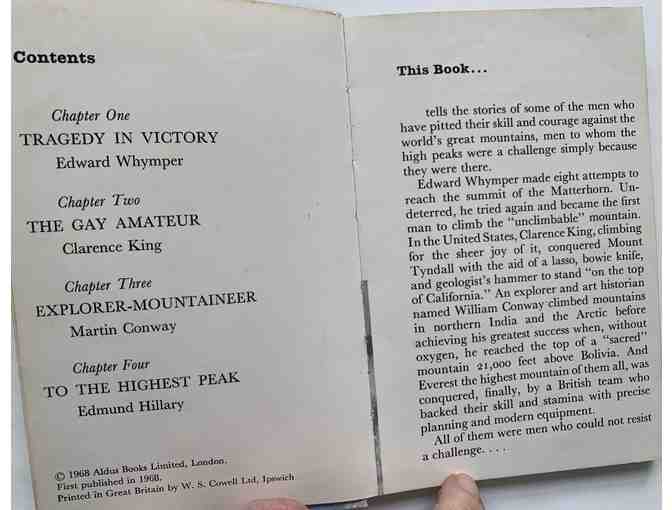 Contents
Chapter One
TRAGEDY IN VICTORY
Edward Whymper
Chapter Two
THE GAY AMATEUR
Clarence King
Chapter Three
EXPLORER-MOUNTAINEER
Martin Conway
Chapter Four
TO THE HIGHEST PEAK
Edmund Hillary
© 1968 Aldus Books Limited, London.
First published in 1968.
Printed in Great Britain by W. S. Cowell Ltd, Ipswich
This Book...
tells the stories of some of the men who
have pitted their skill and courage against the
world's great mountains, men to whom the
high peaks were a challenge simply because
they were there.
Edward Whymper made eight attempts to
reach the summit of the Matterhorn. Un-
deterred, he tried again and became the first
man to climb the "unclimbable" mountain.
In the United States, Clarence King, climbing
for the sheer joy of it, conquered Mount
Tyndall with the aid of a lasso, bowie knife,
and geologist's hammer to stand "on the top
of California." An explorer and art historian
named William Conway climbed mountains
in northern India and the Arctic before
achieving his greatest success when, without
oxygen, he reached the top of a "sacred"
mountain 21,000 feet above Bolivia. And
Everest the highest mountain of them all, was
conquered, finally, by a British team who
backed their skill and stamina with precise
planning and modern equipment.
All of them were men who could not resist
a challenge. . . .